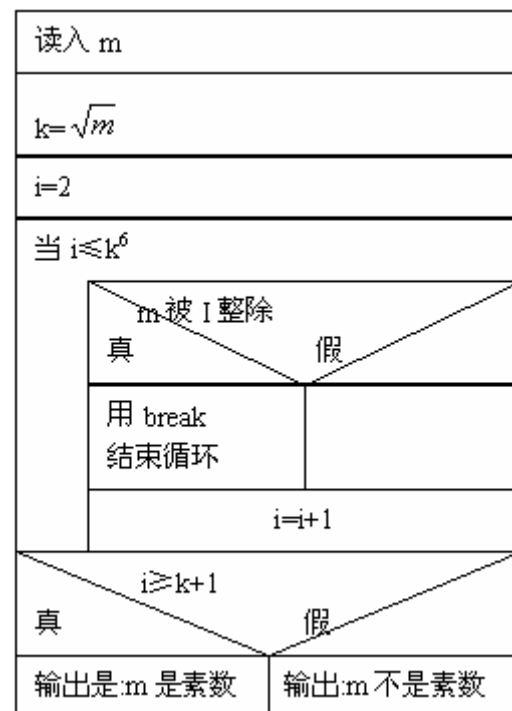 读入 m
k=√m
i=2
当 i≤k⁶
m 被 I 整除
真 假
用 break
结束循环
i=i+1
i≥k+1
真 假
输出是:m 是素数 输出:m 不是素数